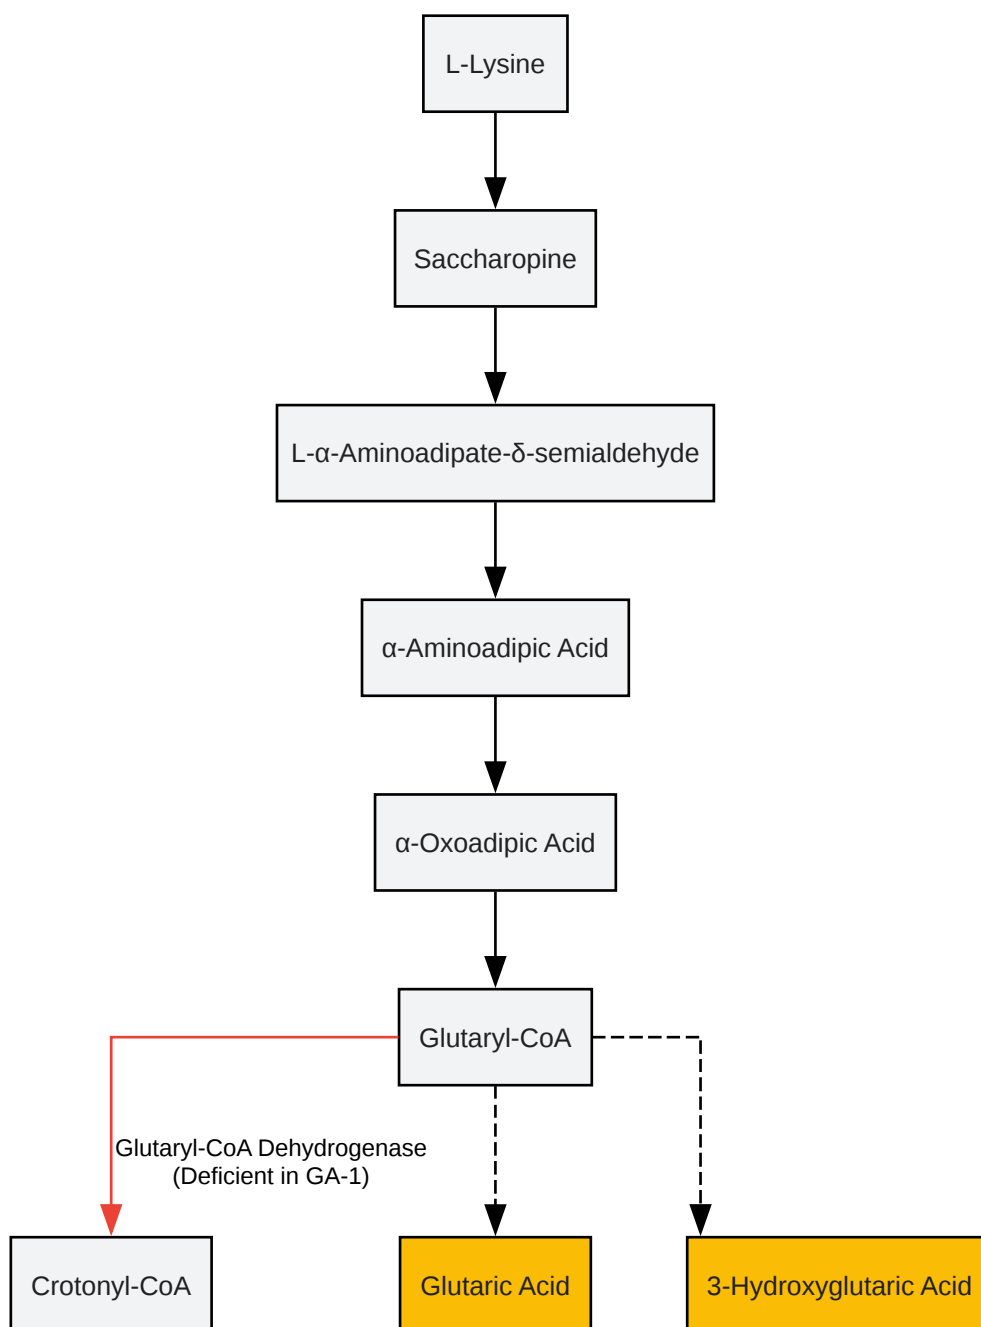 L-Lysine
Saccharopine
L-α-Aminoadipate-δ-semialdehyde
α-Aminoadipic Acid
α-Oxoadipic Acid
Glutaryl-CoA
Glutaryl-CoA Dehydrogenase
(Deficient in GA-1)
Crotonyl-CoA
Glutaric Acid
3-Hydroxyglutaric Acid